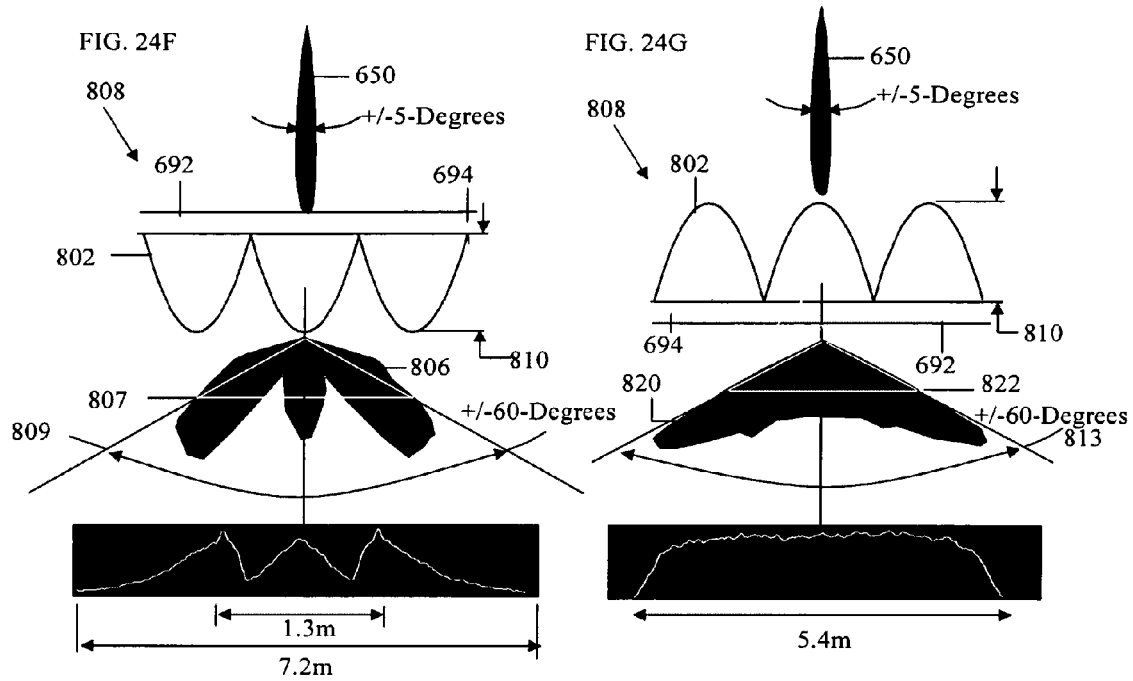 FIG. 24F
650
808
+/-5-Degrees
692
694
802
810
806
807
+/-60-Degrees
809
1.3m
7.2m
FIG. 24G
650
+/-5-Degrees
808
802
810
694
692
820
822
+/-60-Degrees
813
5.4m